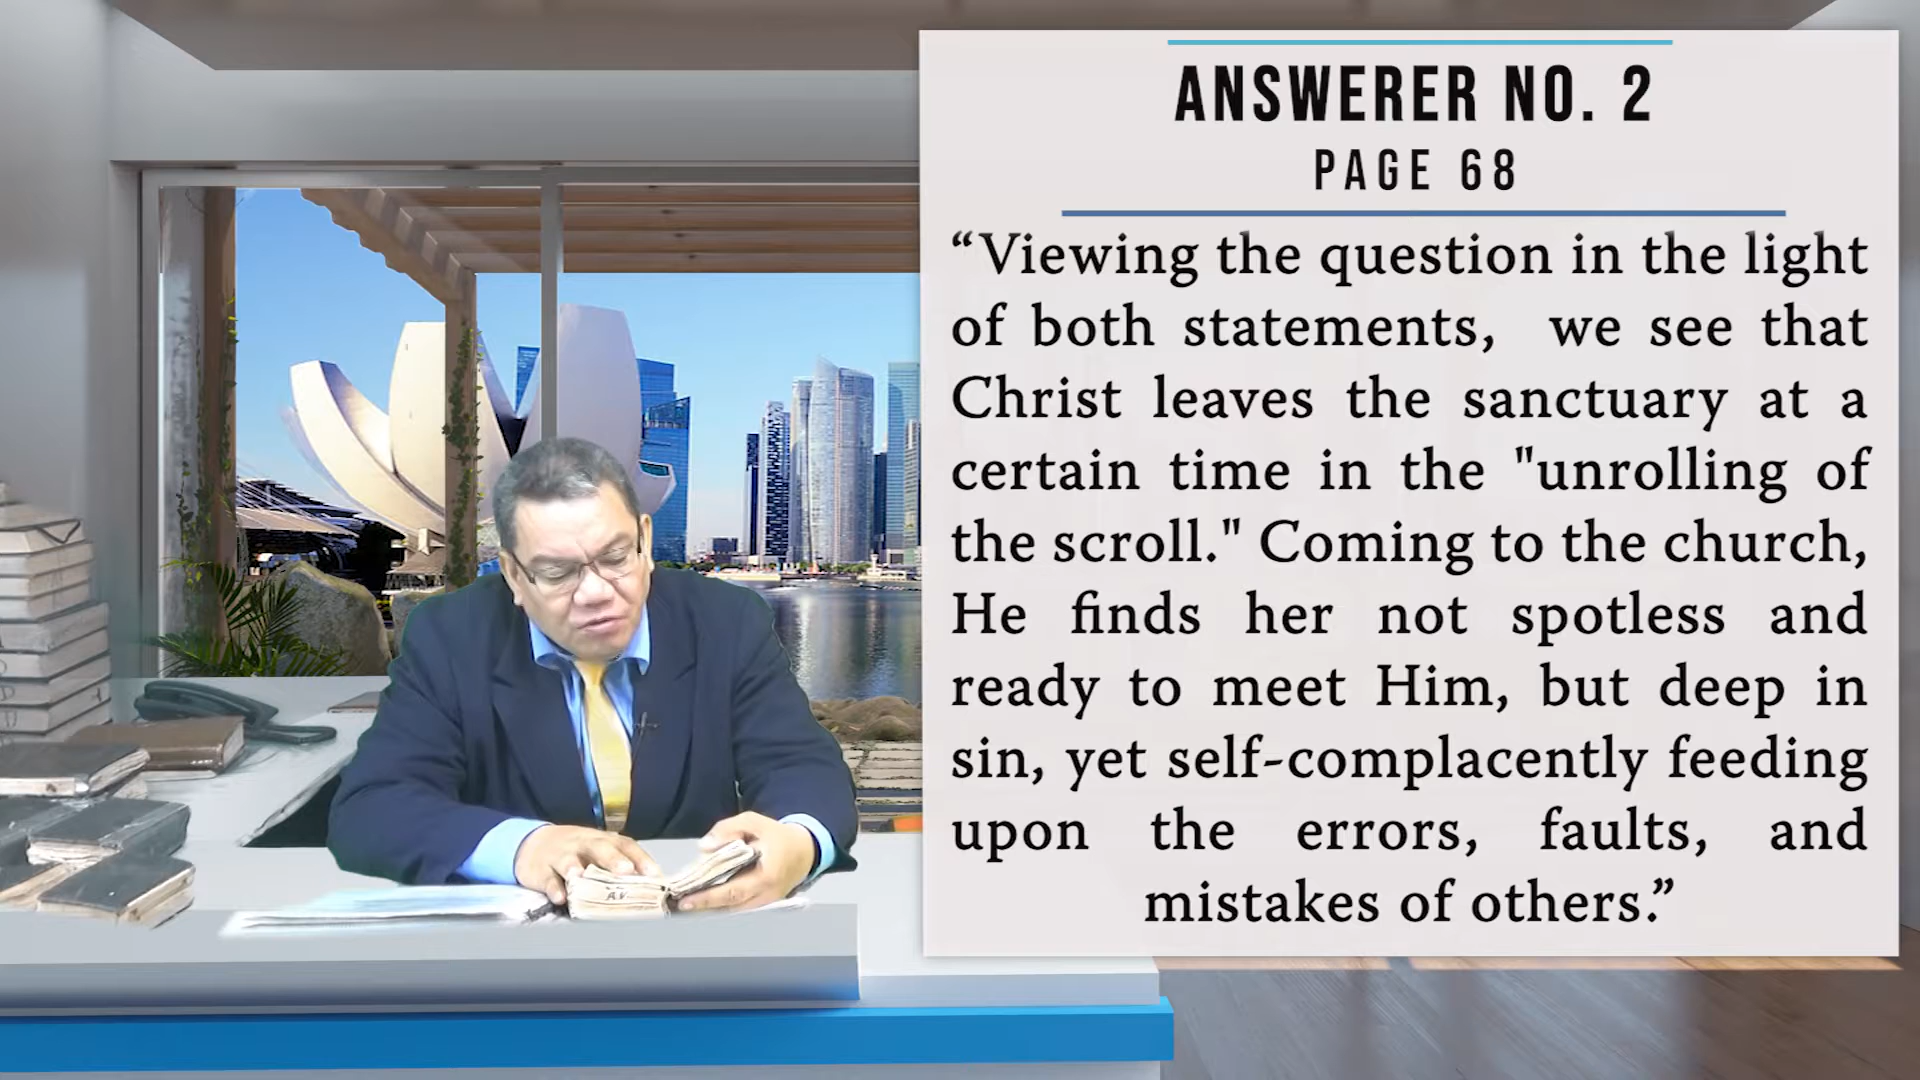 ANSWERER NO. 2
PAGE 68
“Viewing the question in the light
of both statements, we see that
Christ leaves the sanctuary at a
certain time in the "unrolling of
the scroll." Coming to the church,
He finds her not spotless and
ready to meet Him, but deep in
sin, yet self-complacently feeding
upon the errors, faults, and
mistakes of others.”